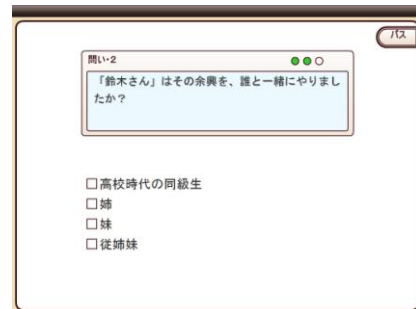 パス
問い・2
「鈴木さん」はその余興を、誰と一緒にやりまし
たか？
□高校時代の同級生
□姉
□妹
□従姉妹